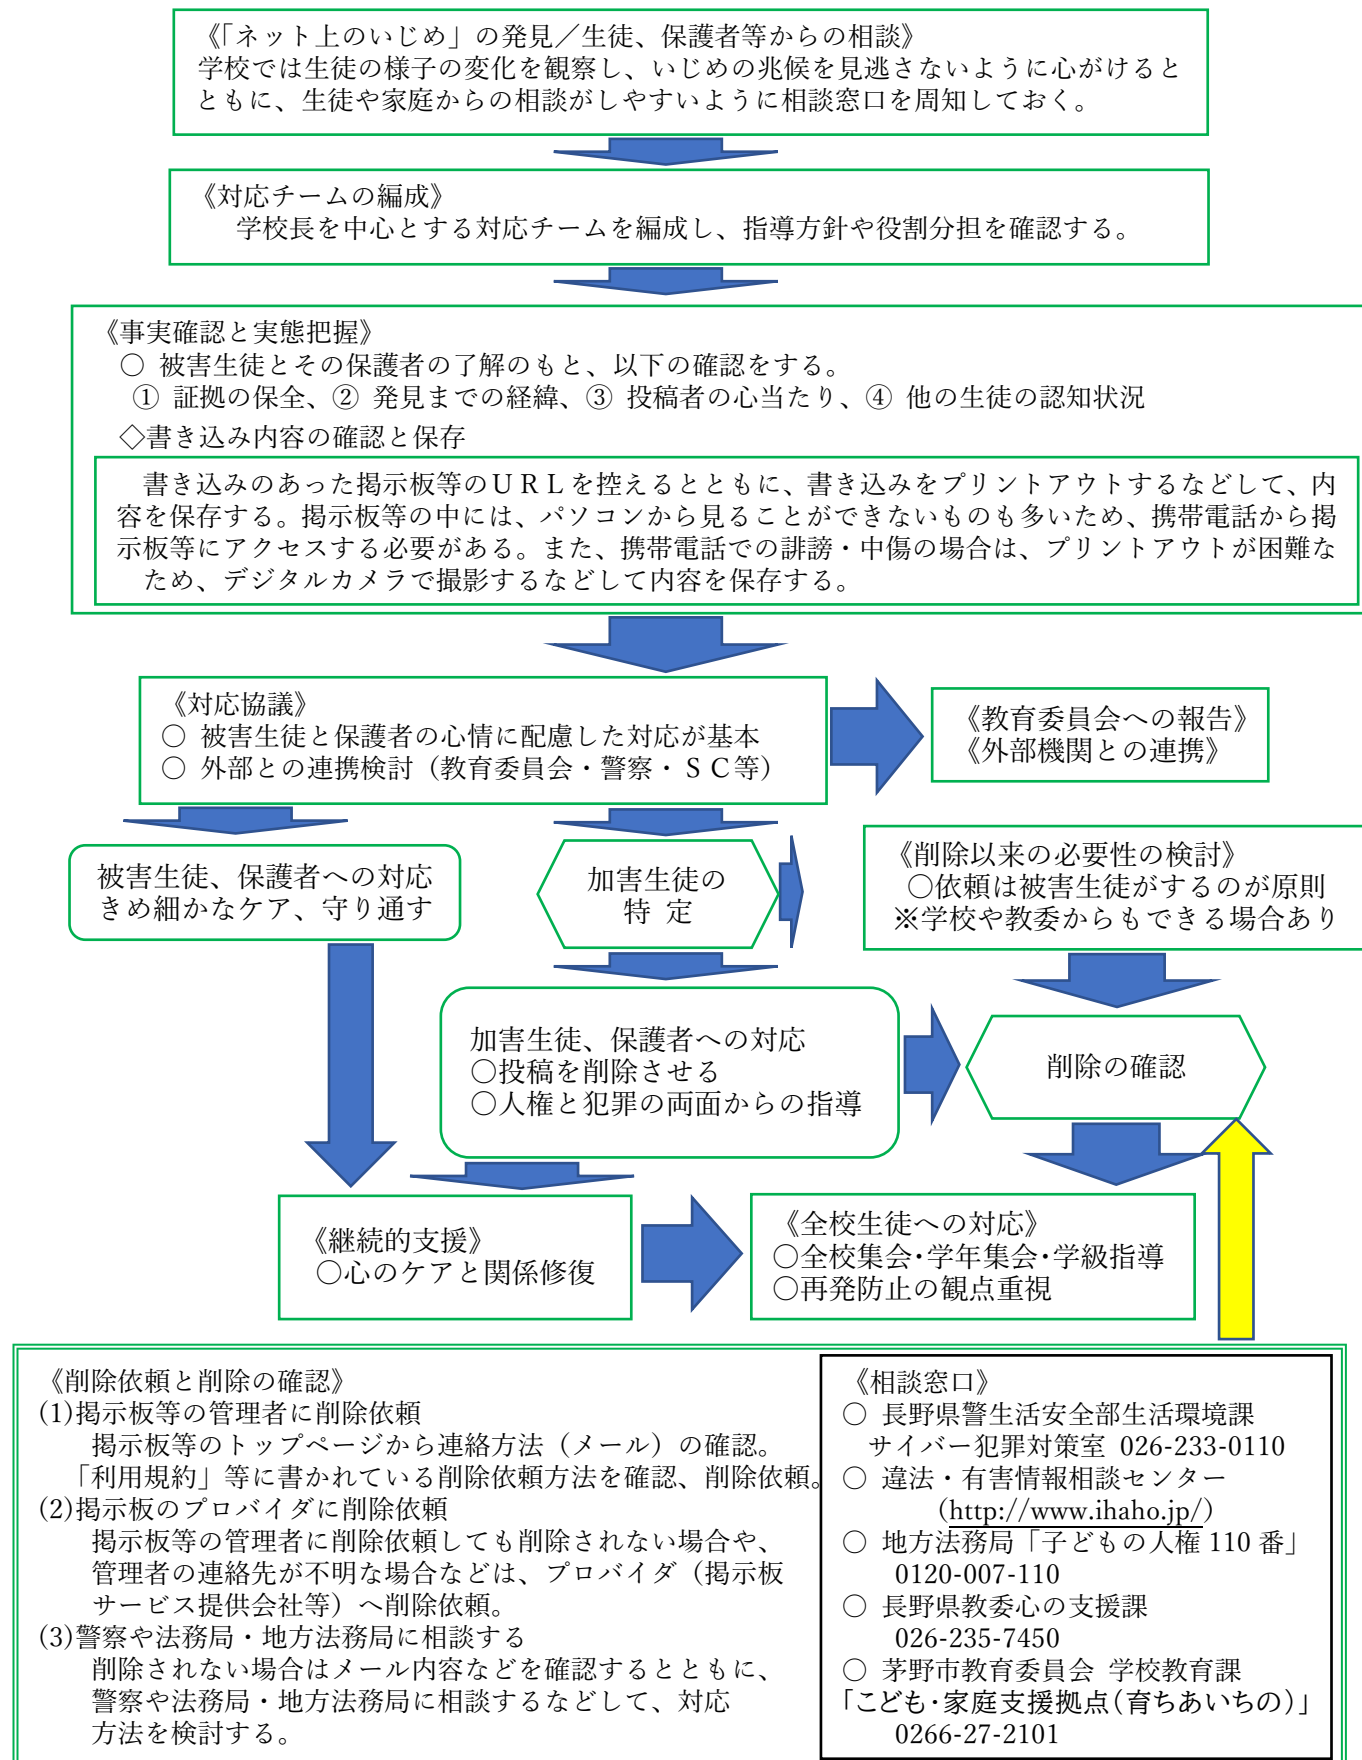 《「ネット上のいじめ」の発見／生徒、保護者等からの相談》
学校では生徒の様子の変化を観察し、いじめの兆候を見逃さないように心がけると
ともに、生徒や家庭からの相談がしやすいように相談窓口を周知しておく。
《対応チームの編成》
学校長を中心とする対応チームを編成し、指導方針や役割分担を確認する。
《事実確認と実態把握》
○ 被害生徒とその保護者の了解のもと、以下の確認をする。
① 証拠の保全、② 発見までの経緯、③ 投稿者の心当たり、④ 他の生徒の認知状況
◇書き込み内容の確認と保存
書き込みのあった掲示板等のＵＲＬを控えるとともに、書き込みをプリントアウトするなどして、内
容を保存する。掲示板等の中には、パソコンから見ることができないものも多いため、携帯電話から掲
示板等にアクセスする必要がある。また、携帯電話での誹謗・中傷の場合は、プリントアウトが困難な
ため、デジタルカメラで撮影するなどして内容を保存する。
《対応協議》
○ 被害生徒と保護者の心情に配慮した対応が基本
○ 外部との連携検討（教育委員会・警察・ＳＣ等）
《教育委員会への報告》
《外部機関との連携》
被害生徒、保護者への対応
きめ細かなケア、守り通す
加害生徒の
特 定
《削除以来の必要性の検討》
○依頼は被害生徒がするのが原則
※学校や教委からもできる場合あり
加害生徒、保護者への対応
○投稿を削除させる
○人権と犯罪の両面からの指導
削除の確認
《継続的支援》
○心のケアと関係修復
《全校生徒への対応》
○全校集会・学年集会・学級指導
○再発防止の観点重視
《削除依頼と削除の確認》
(1)掲示板等の管理者に削除依頼
掲示板等のトップページから連絡方法（メール）の確認。
「利用規約」等に書かれている削除依頼方法を確認、削除依頼。
(2)掲示板のプロバイダに削除依頼
掲示板等の管理者に削除依頼しても削除されない場合や、
管理者の連絡先が不明な場合などは、プロバイダ（掲示板
サービス提供会社等）へ削除依頼。
(3)警察や法務局・地方法務局に相談する
削除されない場合はメール内容などを確認するとともに、
警察や法務局・地方法務局に相談するなどして、対応
方法を検討する。
《相談窓口》
○ 長野県警生活安全部生活環境課
サイバー犯罪対策室 026-233-0110
○ 違法・有害情報相談センター
(http://www.ihaho.jp/)
○ 地方法務局「子どもの人権 110 番」
0120-007-110
○ 長野県教委心の支援課
026-235-7450
○ 茅野市教育委員会 学校教育課
「こども・家庭支援拠点（育ちあいちの）」
0266-27-2101